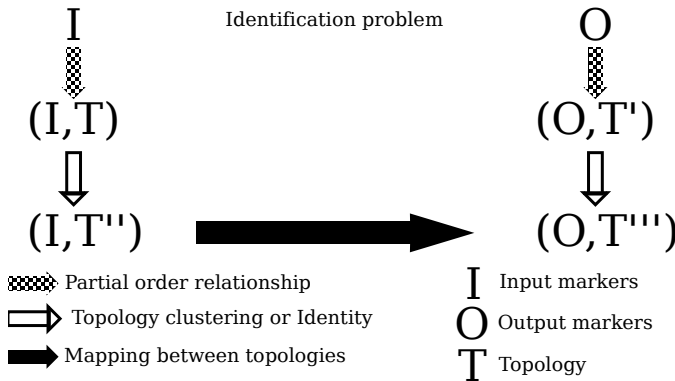 I Identification problem O
(I,T) (O,T')
(I,T'') (O,T''')
Partial order relationship I Input markers
Topology clustering or Identity O Output markers
Mapping between topologies T Topology